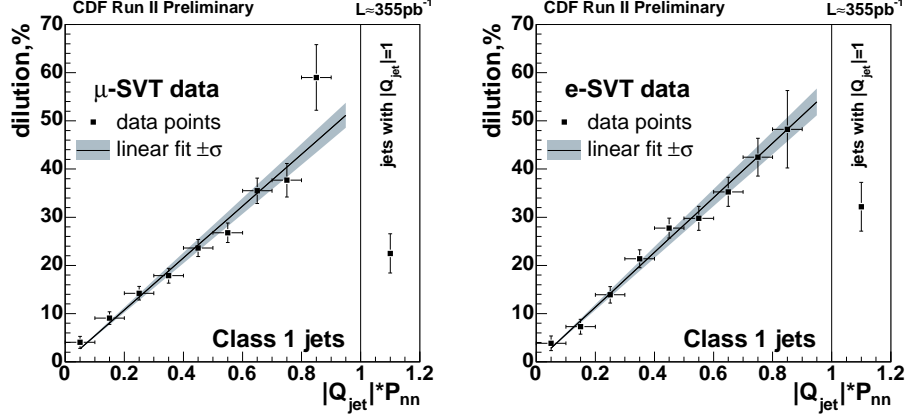 CDF Run II Preliminary L≈355pb⁻¹
dilution,%
70
60
50
40
30
20
10
0
μ-SVT data
data points
linear fit ±σ
jets with |Q_jet|=1
Class 1 jets
0 0.2 0.4 0.6 0.8 1 1.2
|Q_jet|*P_nn
CDF Run II Preliminary L≈355pb⁻¹
dilution,%
70
60
50
40
30
20
10
0
e-SVT data
data points
linear fit ±σ
jets with |Q_jet|=1
Class 1 jets
0 0.2 0.4 0.6 0.8 1 1.2
|Q_jet|*P_nn